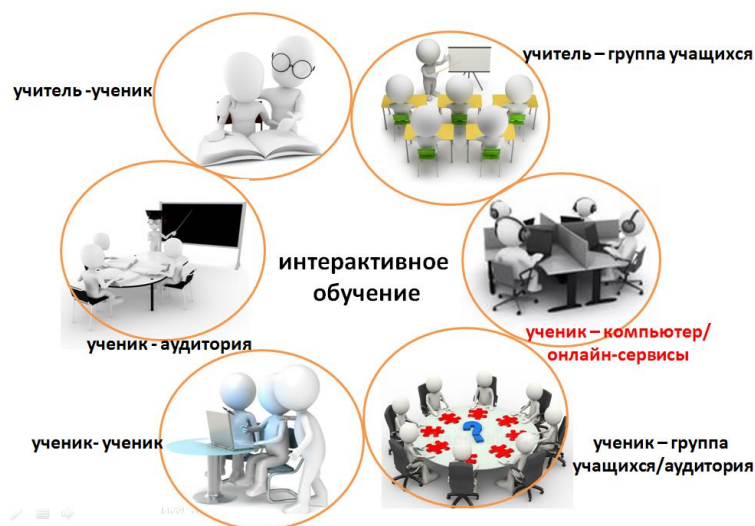 учитель – группа учащихся
учитель -ученик
интерактивное
обучение
ученик – компьютер/
онлайн-сервисы
ученик - аудитория
ученик- ученик
ученик – группа
учащихся/аудитория